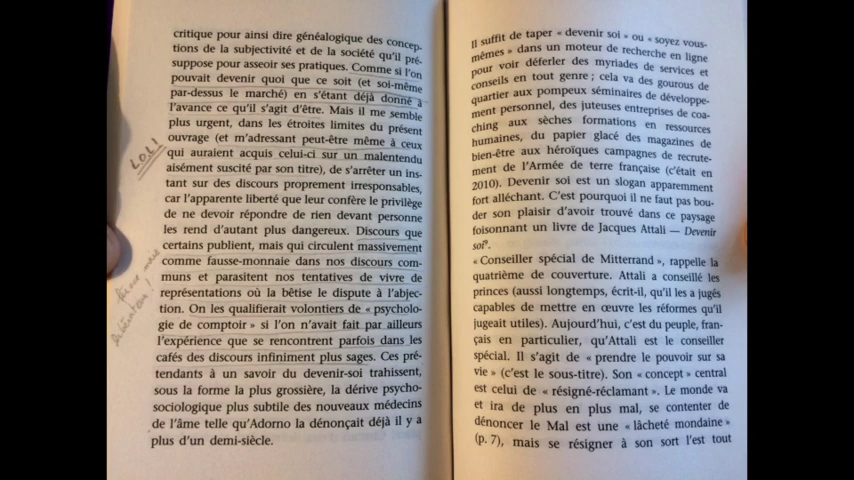 critique pour ainsi dire généalogique des concep-
tions de la subjectivité et de la société qu'il pré-
suppose pour asseoir ses pratiques. Comme si l'on
pouvait devenir quoi que ce soit (et soi-même
par-dessus le marché) en s'étant déjà donné à
l'avance ce qu'il s'agit d'être. Mais il me semble
plus urgent, dans les étroites limites du présent
ouvrage (et m'adressant peut-être même à ceux
qui auraient acquis celui-ci sur un malentendu
aisément suscité par son titre), de s'arrêter un ins-
tant sur des discours proprement irresponsables,
car l'apparente liberté que leur confère le privilège
de ne devoir répondre de rien devant personne
les rend d'autant plus dangereux. Discours que
certains publient, mais qui circulent massivement
comme fausse-monnaie dans nos discours com-
muns et parasitent nos tentatives de vivre de
représentations où la bêtise le dispute à l'abjec-
tion. On les qualifierait volontiers de « psycholo-
gie de comptoir » si l'on n'avait fait par ailleurs
l'expérience que se rencontrent parfois dans les
cafés des discours infiniment plus sages. Ces pré-
tendants à un savoir du devenir-soi trahissent,
sous la forme la plus grossière, la dérive psycho-
sociologique plus subtile des nouveaux médecins
de l'âme telle qu'Adorno la dénonçait déjà il y a
plus d'un demi-siècle.
L.O.L!
Il suffit de taper « devenir soi » ou « soyez vous-
mêmes » dans un moteur de recherche en ligne
pour voir déferler des myriades de services et
conseils en tout genre ; cela va des gourous de
quartier aux pompeux séminaires de développe-
ment personnel, des juteuses entreprises de coa-
ching aux sèches formations en ressources
humaines, du papier glacé des magazines de
bien-être aux héroïques campagnes de recrute-
ment de l'Armée de terre française (c'était en
2010). Devenir soi est un slogan apparemment
fort alléchant. C'est pourquoi il ne faut pas bou-
der son plaisir d'avoir trouvé dans ce paysage
foisonnant un livre de Jacques Attali — Devenir
soi⁹.
« Conseiller spécial de Mitterrand », rappelle la
quatrième de couverture. Attali a conseillé les
princes (aussi longtemps, écrit-il, qu'il les a jugés
capables de mettre en œuvre les réformes qu'il
jugeait utiles). Aujourd'hui, c'est du peuple, fran-
çais en particulier, qu'Attali est le conseiller
spécial. Il s'agit de « prendre le pouvoir sur sa
vie » (c'est le sous-titre). Son « concept » central
est celui de « résigné-réclamant ». Le monde va
et ira de plus en plus mal, se contenter de
dénoncer le Mal est une « lâcheté mondaine »
(p. 7), mais se résigner à son sort l'est tout